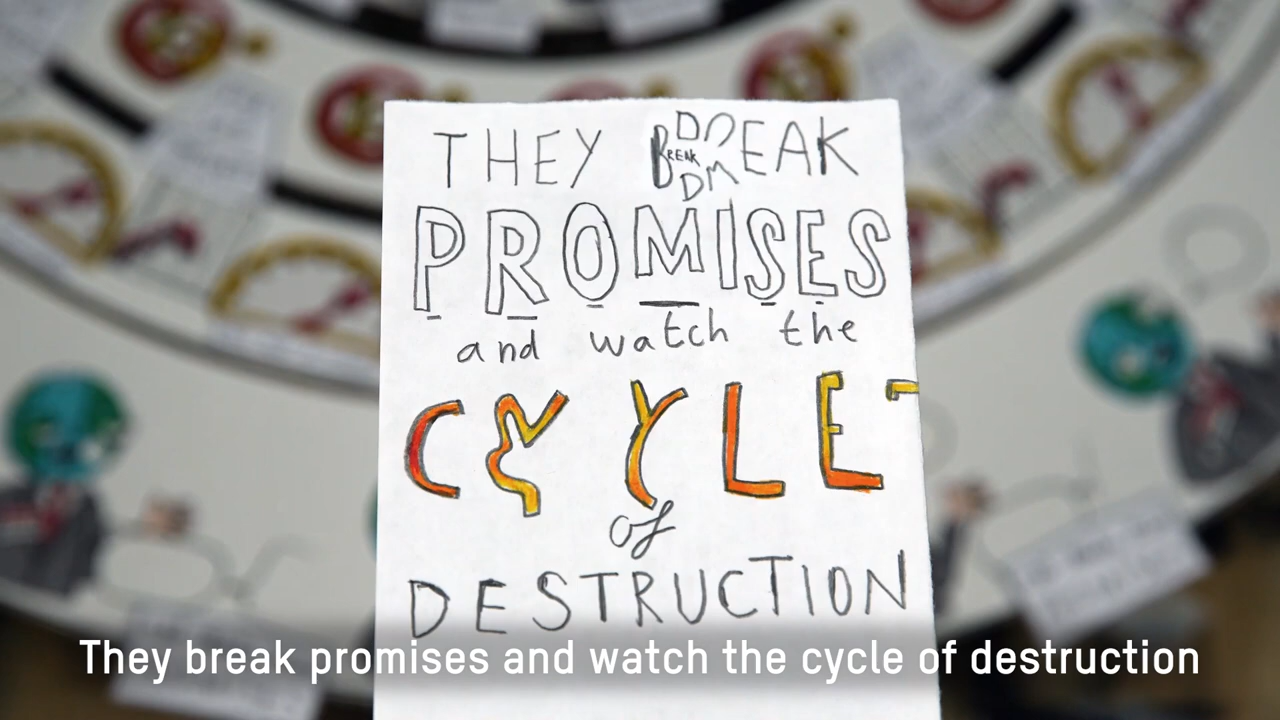 THEY BREAK
PROMISES
and watch the
CYCLE
of
DESTRUCTION
They break promises and watch the cycle of destruction